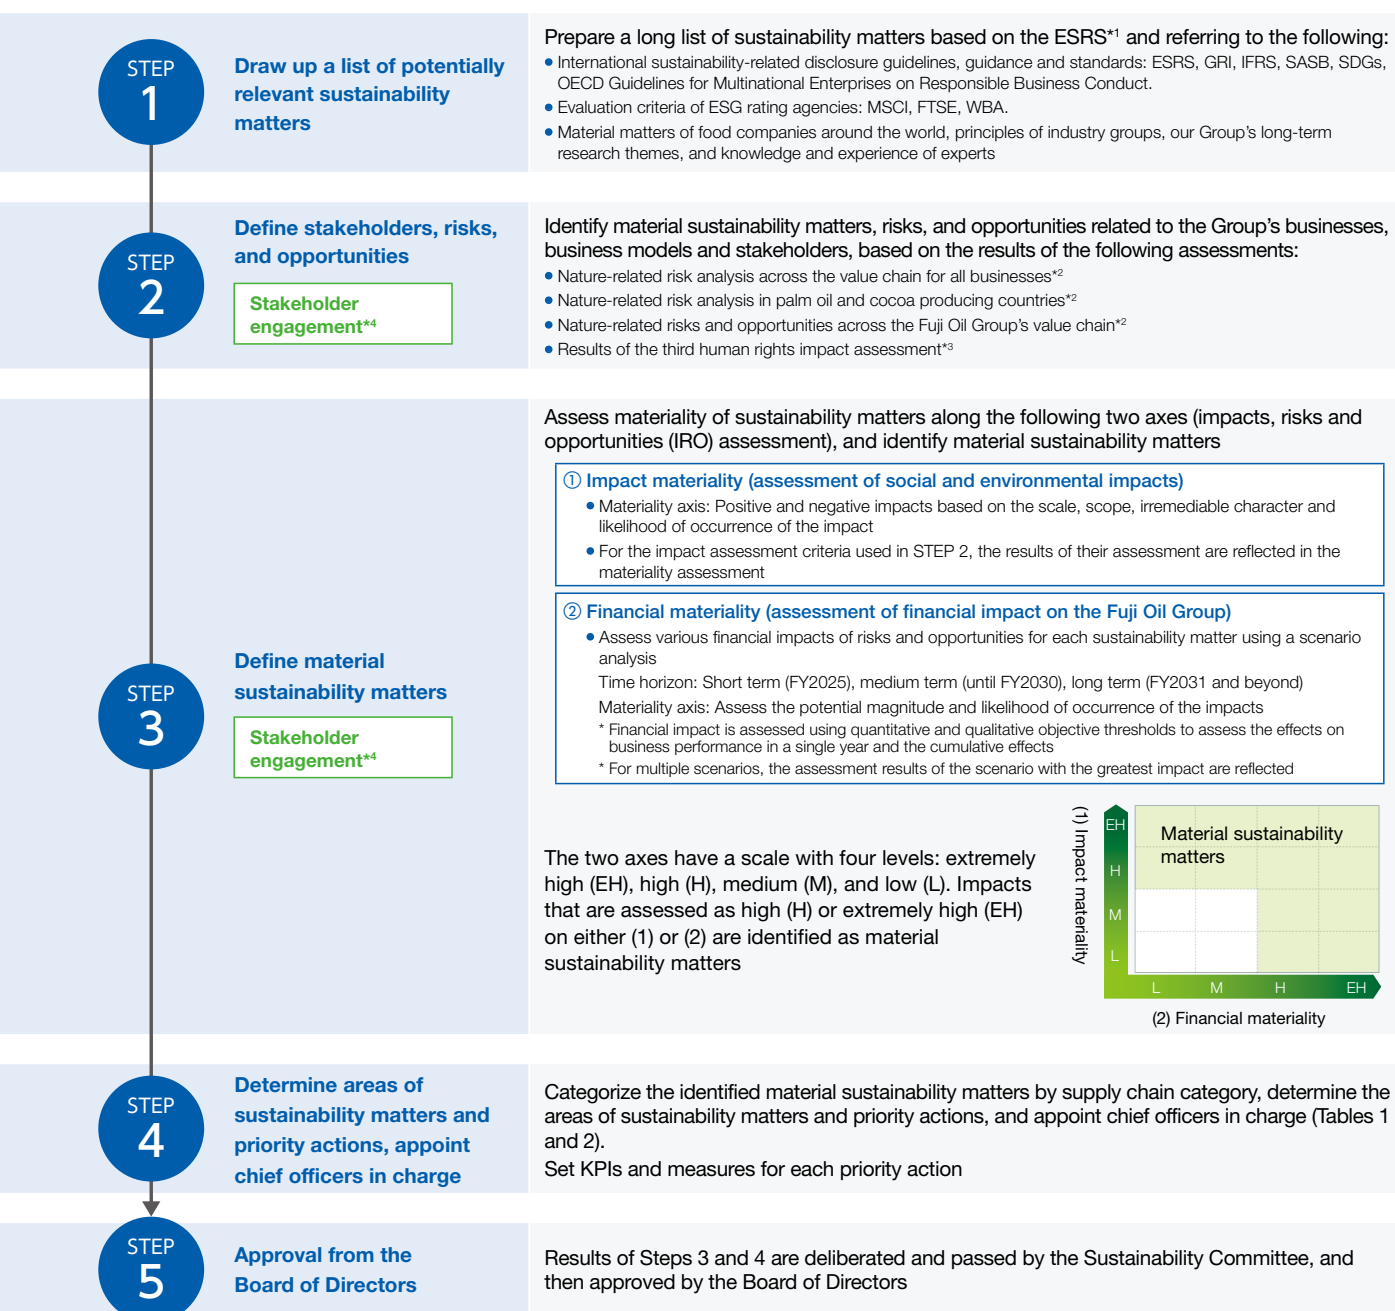 STEP
1
Draw up a list of potentially
relevant sustainability
matters
Prepare a long list of sustainability matters based on the ESRS*1 and referring to the following:
● International sustainability-related disclosure guidelines, guidance and standards: ESRS, GRI, IFRS, SASB, SDGs,
OECD Guidelines for Multinational Enterprises on Responsible Business Conduct.
● Evaluation criteria of ESG rating agencies: MSCI, FTSE, WBA.
● Material matters of food companies around the world, principles of industry groups, our Group's long-term
research themes, and knowledge and experience of experts
STEP
2
Define stakeholders, risks,
and opportunities
Stakeholder
engagement*4
Identify material sustainability matters, risks, and opportunities related to the Group's businesses,
business models and stakeholders, based on the results of the following assessments:
● Nature-related risk analysis across the value chain for all businesses*2
● Nature-related risk analysis in palm oil and cocoa producing countries*2
● Nature-related risks and opportunities across the Fuji Oil Group's value chain*2
● Results of the third human rights impact assessment*3
STEP
3
Define material
sustainability matters
Stakeholder
engagement*4
Assess materiality of sustainability matters along the following two axes (impacts, risks and
opportunities (IRO) assessment), and identify material sustainability matters
① Impact materiality (assessment of social and environmental impacts)
● Materiality axis: Positive and negative impacts based on the scale, scope, irremediable character and
likelihood of occurrence of the impact
● For the impact assessment criteria used in STEP 2, the results of their assessment are reflected in the
materiality assessment
② Financial materiality (assessment of financial impact on the Fuji Oil Group)
● Assess various financial impacts of risks and opportunities for each sustainability matter using a scenario
analysis
Time horizon: Short term (FY2025), medium term (until FY2030), long term (FY2031 and beyond)
Materiality axis: Assess the potential magnitude and likelihood of occurrence of the impacts
* Financial impact is assessed using quantitative and qualitative objective thresholds to assess the effects on
business performance in a single year and the cumulative effects
* For multiple scenarios, the assessment results of the scenario with the greatest impact are reflected
The two axes have a scale with four levels: extremely
high (EH), high (H), medium (M), and low (L). Impacts
that are assessed as high (H) or extremely high (EH)
on either (1) or (2) are identified as material
sustainability matters
(1) Impact materiality
EH
H
M
L
Material sustainability
matters
L M H EH
(2) Financial materiality
STEP
4
Determine areas of
sustainability matters and
priority actions, appoint
chief officers in charge
Categorize the identified material sustainability matters by supply chain category, determine the
areas of sustainability matters and priority actions, and appoint chief officers in charge (Tables 1
and 2).
Set KPIs and measures for each priority action
STEP
5
Approval from the
Board of Directors
Results of Steps 3 and 4 are deliberated and passed by the Sustainability Committee, and
then approved by the Board of Directors